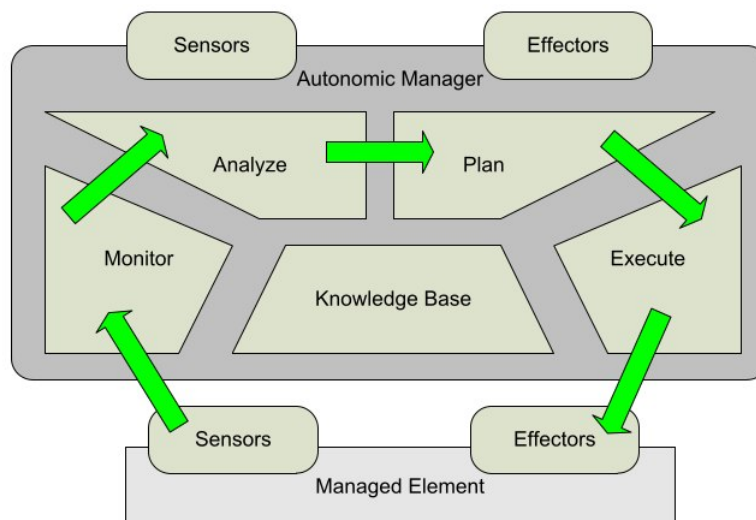 Sensors
Effectors
Autonomic Manager
Analyze
Plan
Monitor
Execute
Knowledge Base
Sensors
Effectors
Managed Element